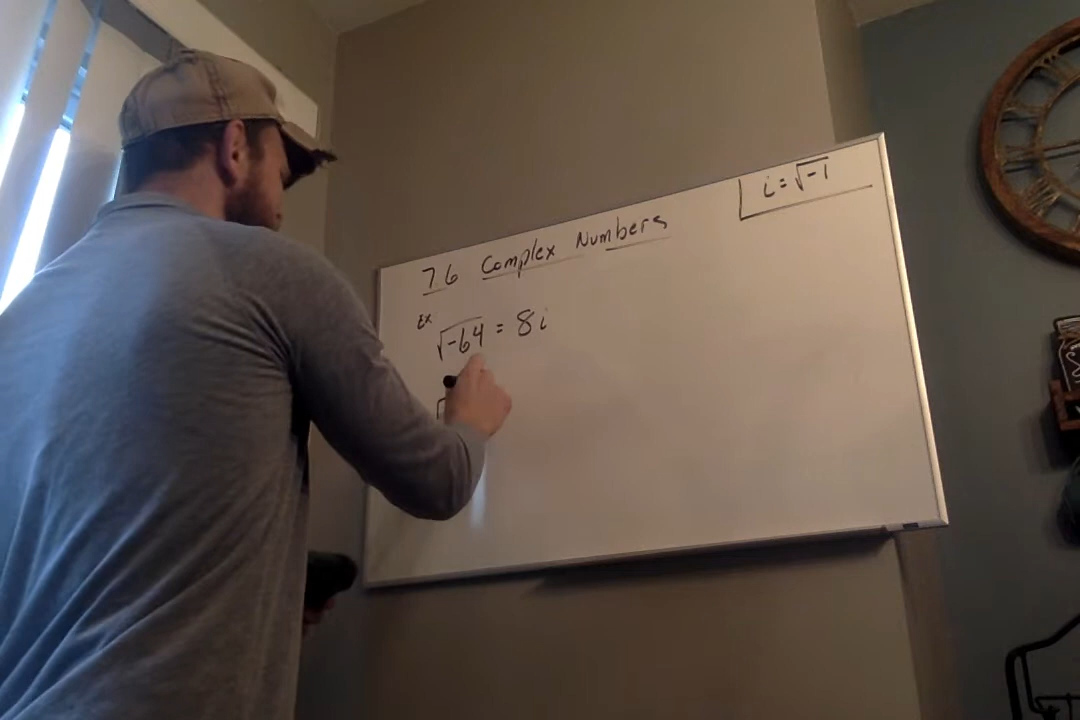 7.6 Complex Numbers
i = √-1
Ex
√-64 = 8i
√